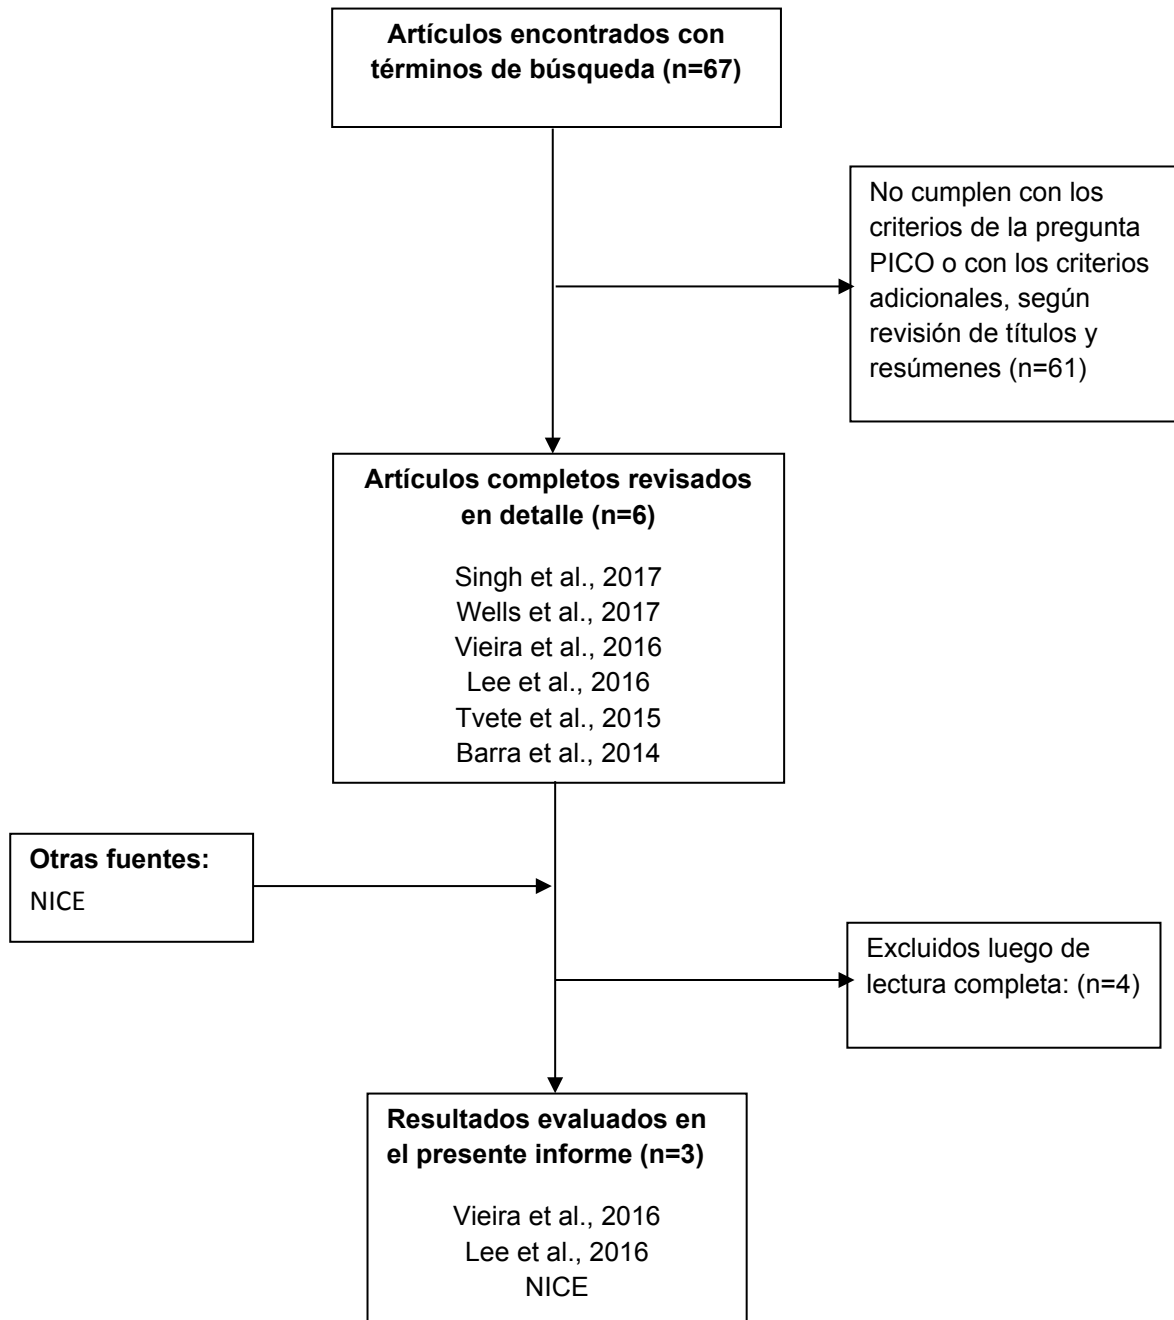 Artículos encontrados con
términos de búsqueda (n=67)
No cumplen con los
criterios de la pregunta
PICO o con los criterios
adicionales, según
revisión de títulos y
resúmenes (n=61)
Artículos completos revisados
en detalle (n=6)
Singh et al., 2017
Wells et al., 2017
Vieira et al., 2016
Lee et al., 2016
Tvete et al., 2015
Barra et al., 2014
Otras fuentes:
NICE
Excluidos luego de
lectura completa: (n=4)
Resultados evaluados en
el presente informe (n=3)
Vieira et al., 2016
Lee et al., 2016
NICE